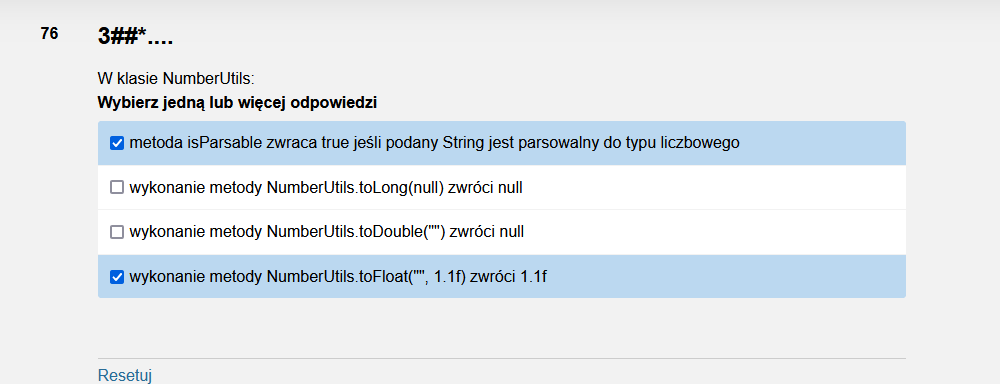 76
3##*....
W klasie NumberUtils:
Wybierz jedną lub więcej odpowiedzi
metoda isParsable zwraca true jeśli podany String jest parsowalny do typu liczbowego
wykonanie metody NumberUtils.toLong(null) zwróci null
wykonanie metody NumberUtils.toDouble("") zwróci null
wykonanie metody NumberUtils.toFloat("", 1.1f) zwróci 1.1f
Resetuj